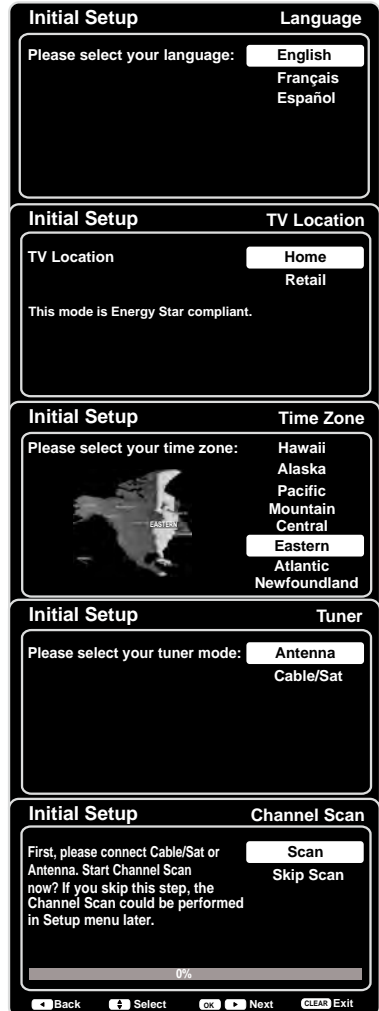 Initial Setup Language
Please select your language: English
Français
Español
Initial Setup TV Location
TV Location Home
Retail
This mode is Energy Star compliant.
Initial Setup Time Zone
Please select your time zone: Hawaii
Alaska
Pacific
Mountain
Central
EASTERN
Eastern
Atlantic
Newfoundland
Initial Setup Tuner
Please select your tuner mode: Antenna
Cable/Sat
Initial Setup Channel Scan
First, please connect Cable/Sat or Scan
Antenna. Start Channel Scan Skip Scan
now? If you skip this step, the
Channel Scan could be performed
in Setup menu later.
0%
Back Select OK Next CLEAR Exit